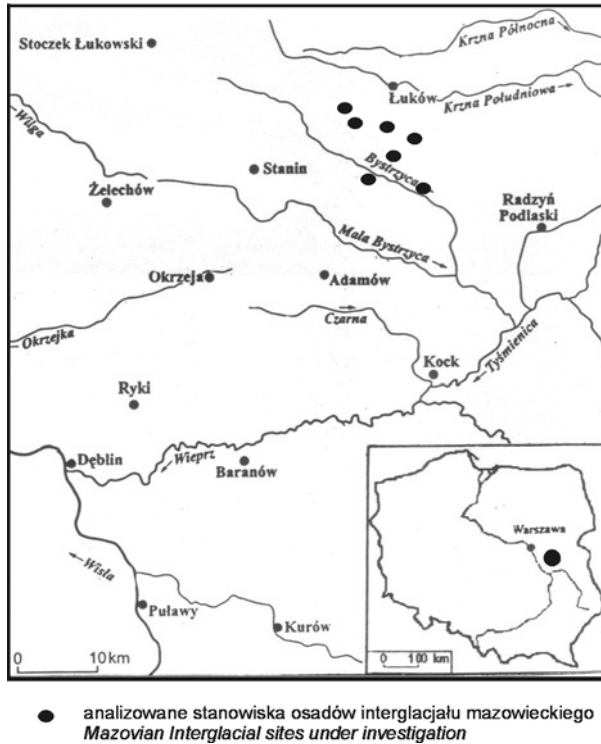 Krzna Północna
Stoczek Łukowski
Łuków
Krzna Południowa
Wilga
Bystrzyca
Stanin
Żelechów
Radzyń
Podlaski
Mala Bystrzyca
Okrzeja
Adamów
Czarna
Okrzejka
Tyśmienica
Kock
Ryki
Dęblin
Wieprz
Baranów
Warszawa
Wisła
Puławy
Kurów
0 10km
0 100 km
analizowane stanowiska osadów interglacjału mazowieckiego
Mazovian Interglacial sites under investigation